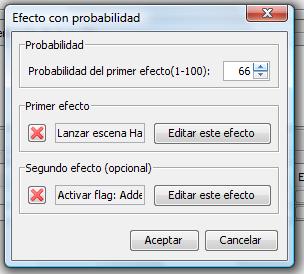 Efecto con probabilidad
Probabilidad
Probabilidad del primer efecto(1-100): 66
Primer efecto
Lanzar escena Ha Editar este efecto
Segundo efecto (opcional)
Activar flag: Adde Editar este efecto
Aceptar Cancelar